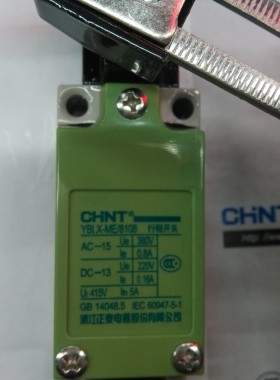 CHNT
YBLX-ME/8108 行程开关
AC-15 Ue 380V
Ie 0.8A
DC-13 Ue 220V
Ie 0.16A
Ui 415V Ith 5A
GB 14048.5 IEC 60947-5-1
浙江正泰电器股份有限公司
CHNT